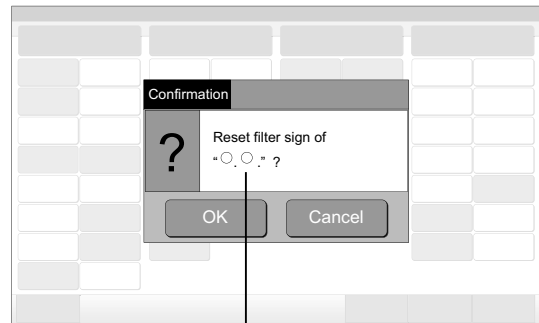 Confirmation
?
Reset filter sign of
“○.○.” ?
OK
Cancel